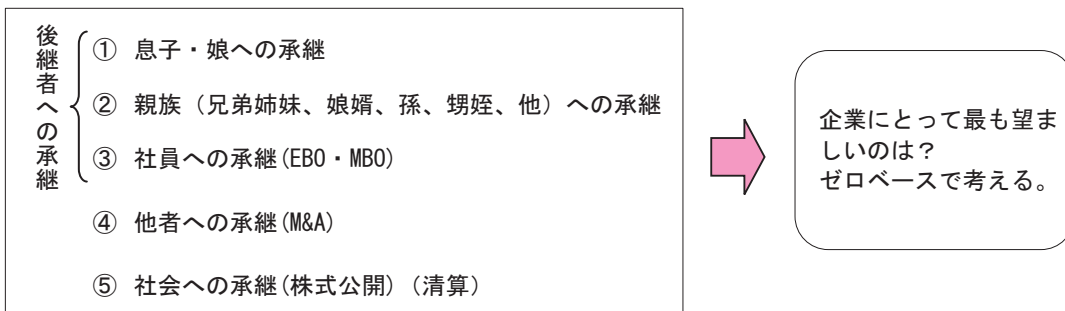 後継者への承継
① 息子・娘への承継
② 親族（兄弟姉妹、娘婿、孫、甥姪、他）への承継
③ 社員への承継(EBO・MBO)
④ 他者への承継(M&A)
⑤ 社会への承継(株式公開)（清算）
企業にとって最も望ま
しいのは？
ゼロベースで考える。